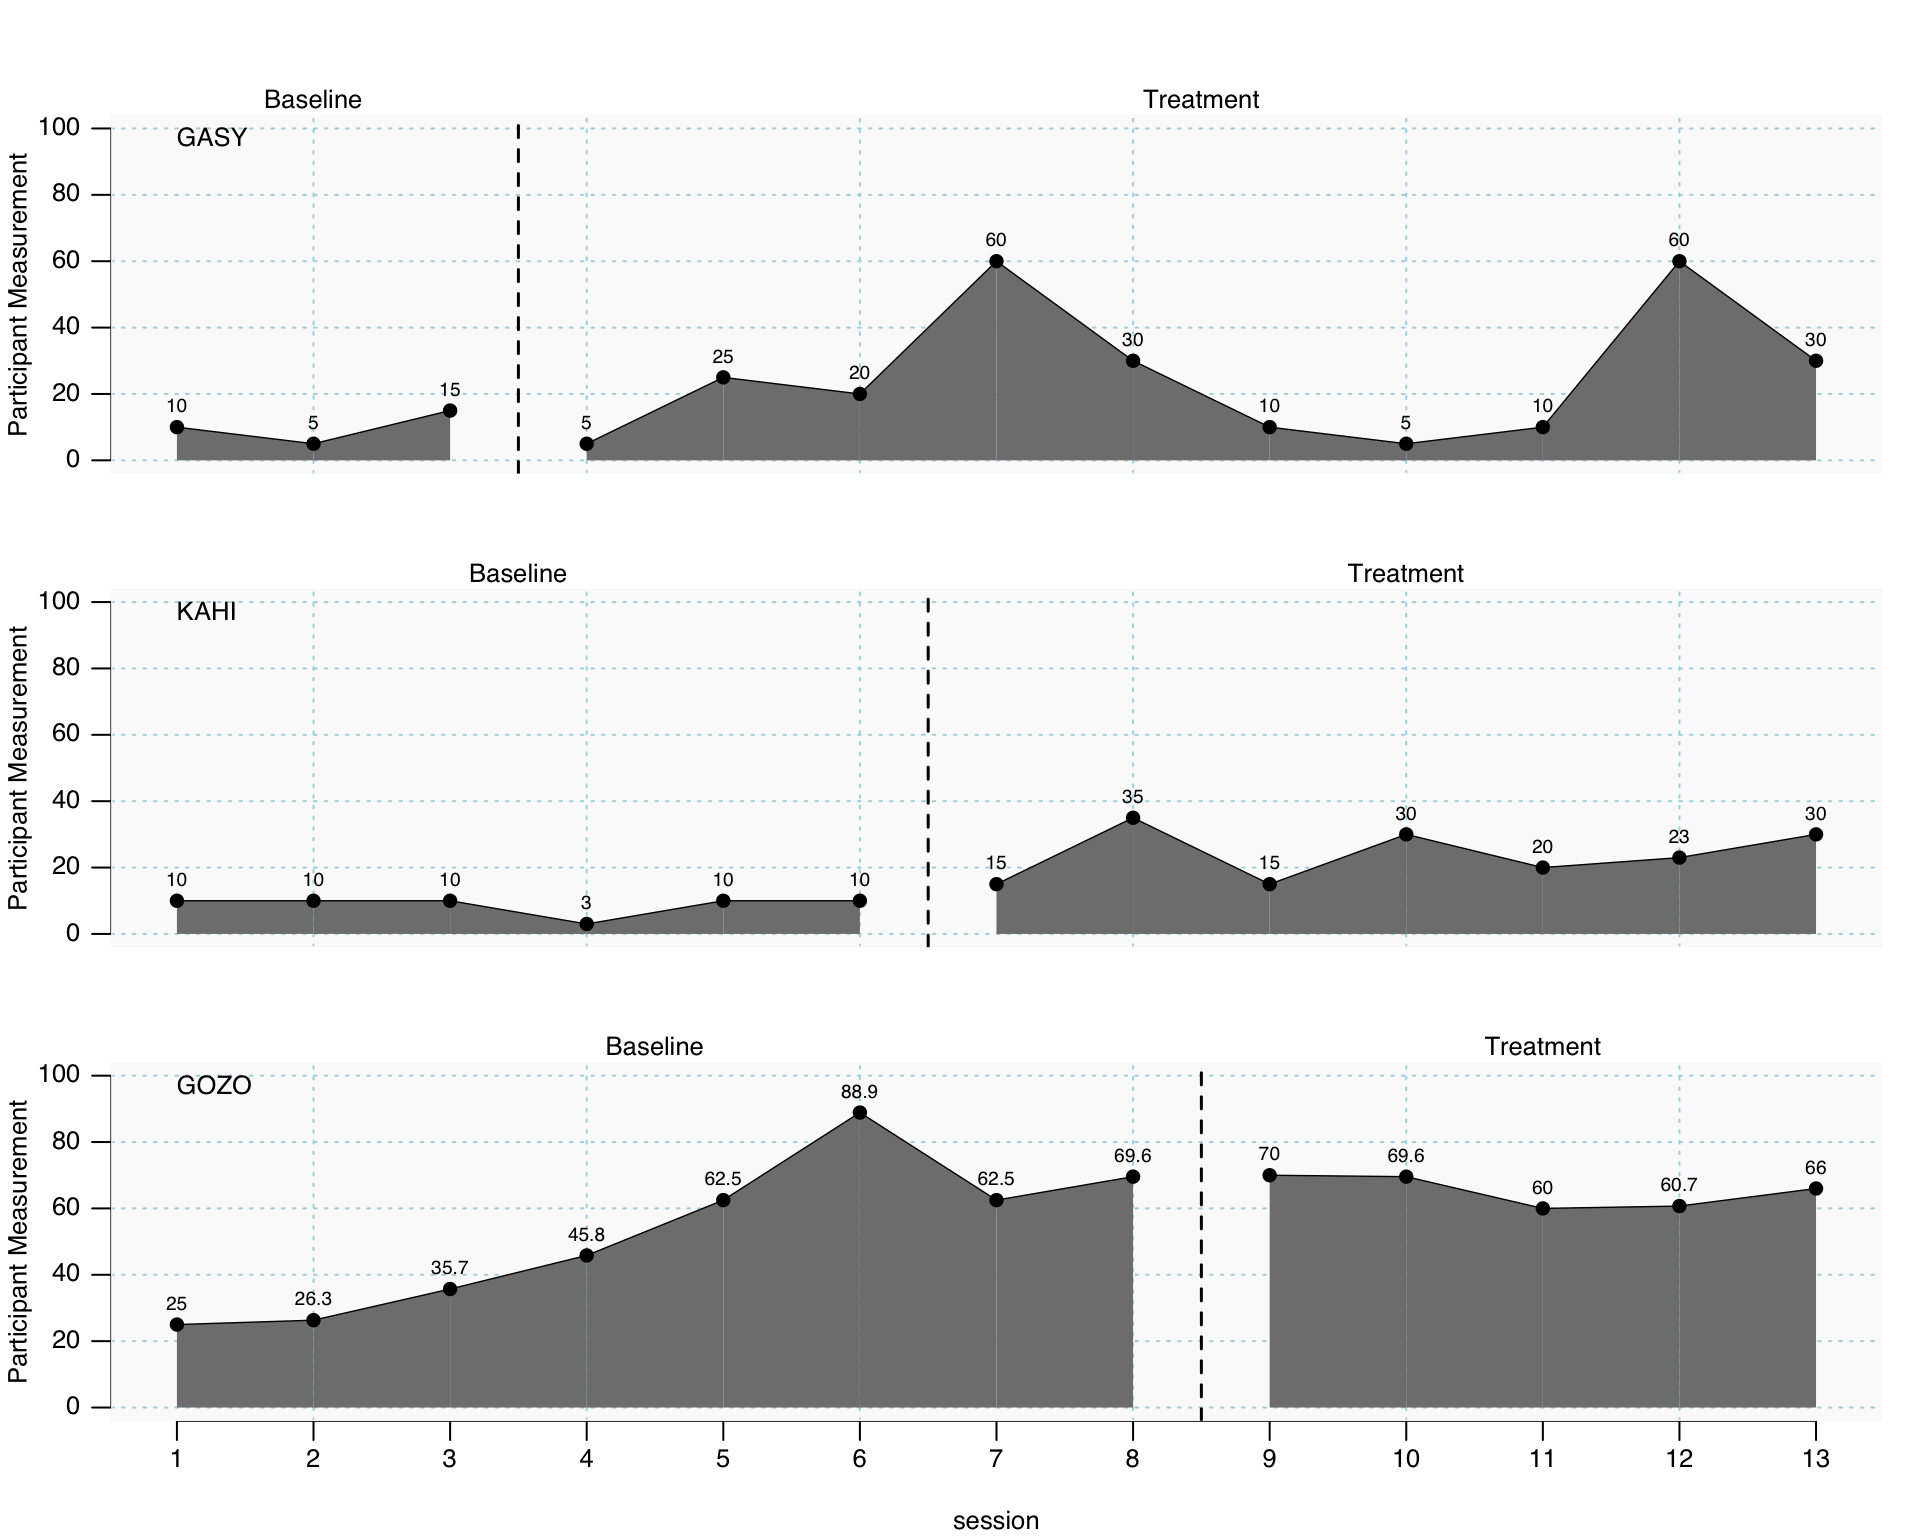 Baseline Treatment
GASY
Participant Measurement
100
80
60
40
20
0
10 5 15 5 25 20 60 30 10 5 10 60 30
Baseline Treatment
KAHI
Participant Measurement
100
80
60
40
20
0
10 10 10 3 10 10 15 35 15 30 20 23 30
Baseline Treatment
GOZO
Participant Measurement
100
80
60
40
20
0
25 26.3 35.7 45.8 62.5 88.9 62.5 69.6 70 69.6 60 60.7 66
1 2 3 4 5 6 7 8 9 10 11 12 13
session